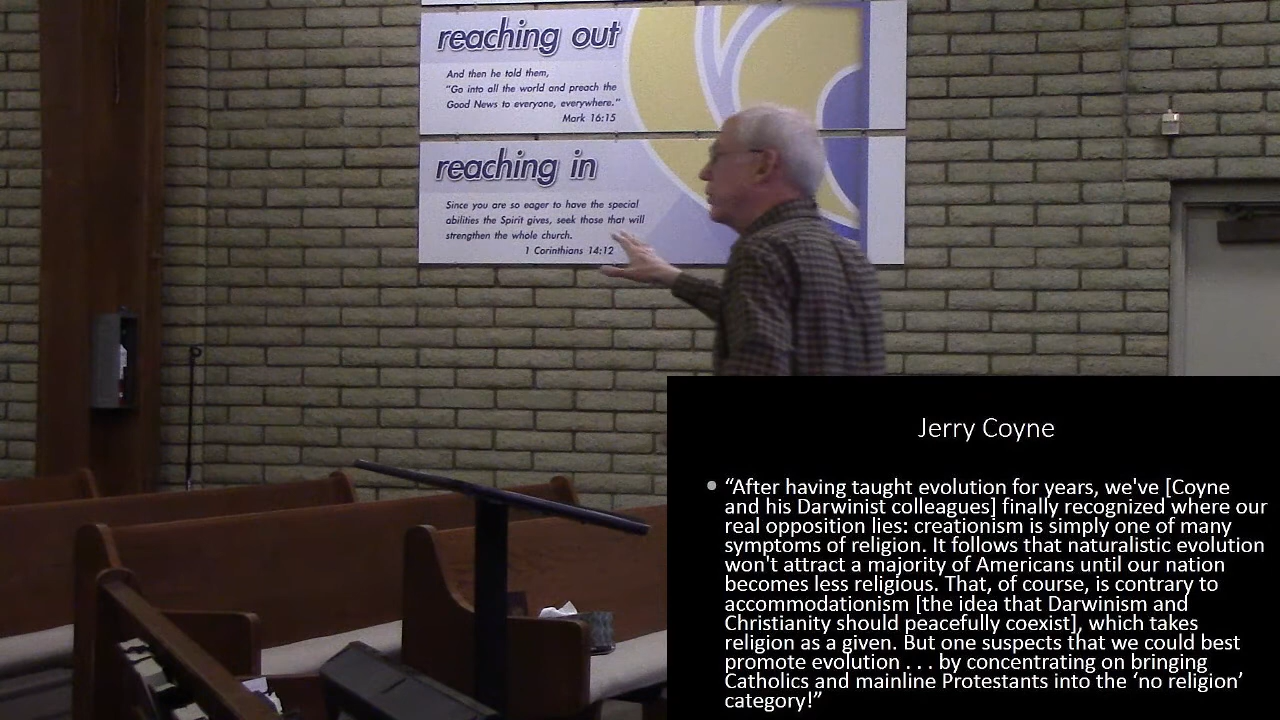 reaching out
And then he told them,
"Go into all the world and preach the
Good News to everyone, everywhere."
Mark 16:15
reaching in
Since you are so eager to have the special
abilities the Spirit gives, seek those that will
strengthen the whole church.
1 Corinthians 14:12
Jerry Coyne
• “After having taught evolution for years, we've [Coyne
and his Darwinist colleagues] finally recognized where our
real opposition lies: creationism is simply one of many
symptoms of religion. It follows that naturalistic evolution
won't attract a majority of Americans until our nation
becomes less religious. That, of course, is contrary to
accommodationism [the idea that Darwinism and
Christianity should peacefully coexist], which takes
religion as a given. But one suspects that we could best
promote evolution . . . by concentrating on bringing
Catholics and mainline Protestants into the ‘no religion’
category!”